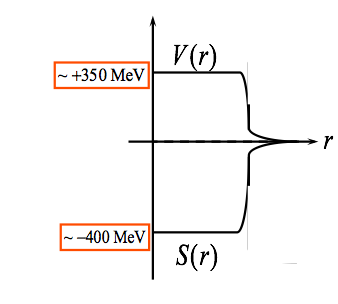 V(r)
~ +350 MeV
r
~ −400 MeV
S(r)